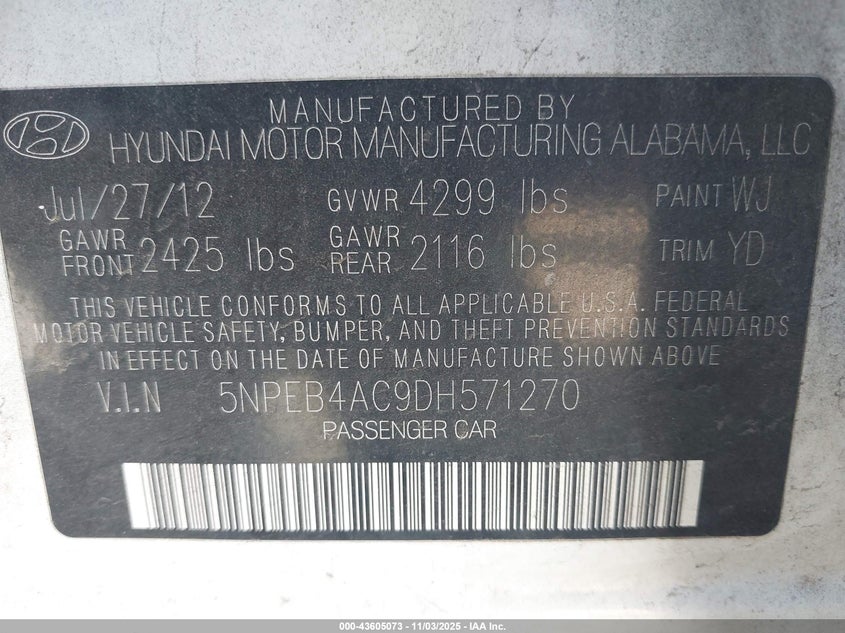 MANUFACTURED BY
HYUNDAI MOTOR MANUFACTURING ALABAMA, LLC
Jul/27/12 GVWR 4299 lbs PAINT WJ
GAWR FRONT 2425 lbs GAWR REAR 2116 lbs TRIM YD
THIS VEHICLE CONFORMS TO ALL APPLICABLE U.S.A. FEDERAL
MOTOR VEHICLE SAFETY, BUMPER, AND THEFT PREVENTION STANDARDS
IN EFFECT ON THE DATE OF MANUFACTURE SHOWN ABOVE.
V.I.N 5NPEB4AC9DH571270
PASSENGER CAR
000-43605073 - 11/03/2025 - IAA Inc.